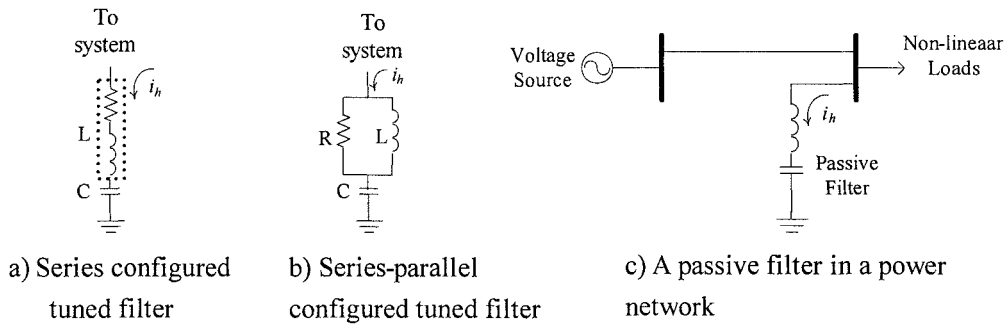 To
system
i_h
L
C
a) Series configured
tuned filter
To
system
i_h
R
L
C
b) Series-parallel
configured tuned filter
Voltage
Source
Non-lineaar
Loads
i_h
Passive
Filter
c) A passive filter in a power
network